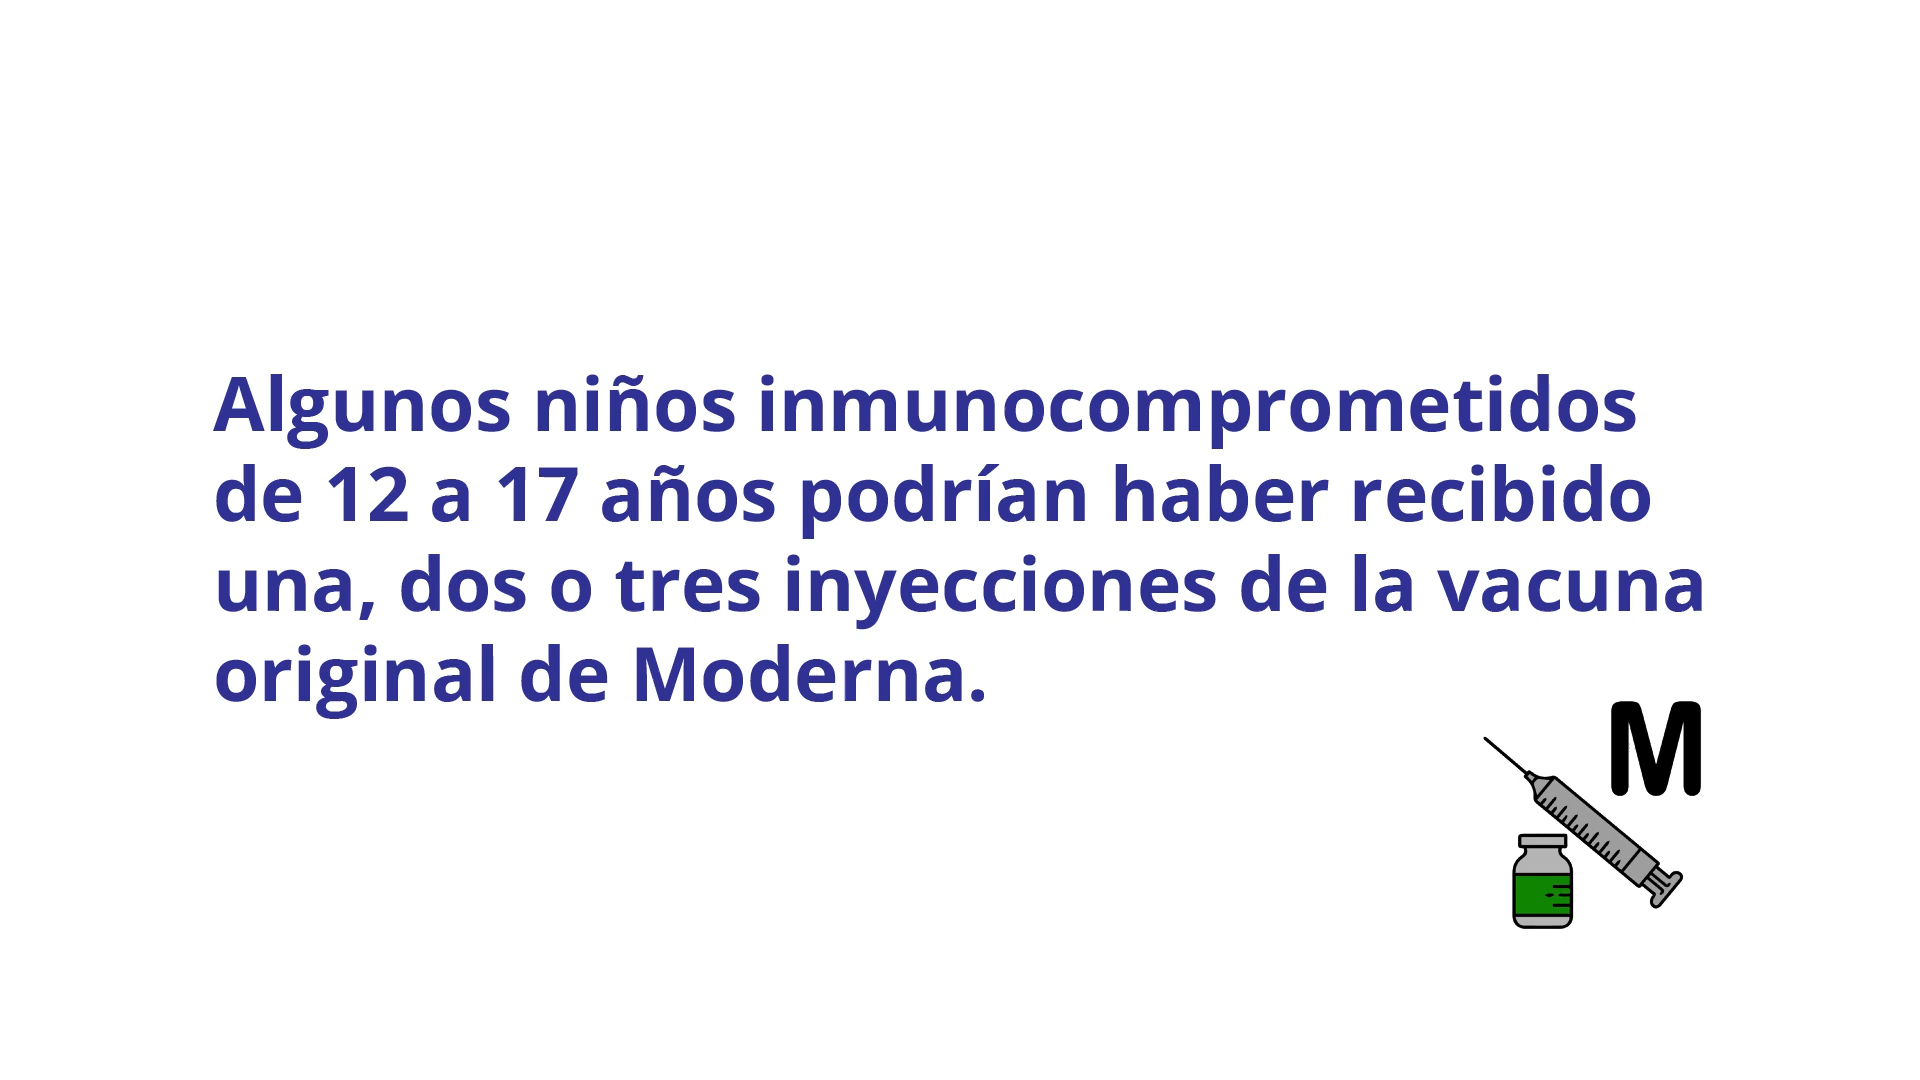 Algunos niños inmunocomprometidos
de 12 a 17 años podrían haber recibido
una, dos o tres inyecciones de la vacuna
original de Moderna.
M